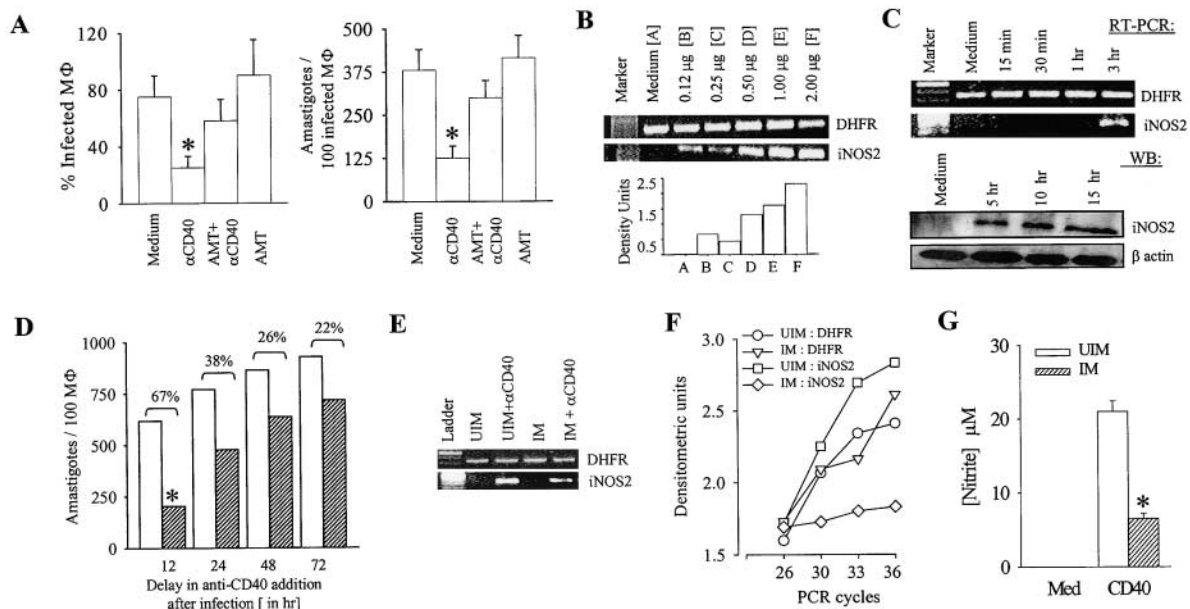 A
% Infected MΦ
120
80
40
0
Medium
αCD40
AMT+
αCD40
AMT
*
Amastigotes /
100 infected MΦ
500
375
250
125
0
Medium
αCD40
AMT+
αCD40
AMT
*
B
Marker
Medium [A]
0.12 µg [B]
0.25 µg [C]
0.50 µg [D]
1.00 µg [E]
2.00 µg [F]
DHFR
iNOS2
Density Units
2.5
1.5
0.5
A B C D E F
C
RT-PCR:
Marker
Medium
15 min
30 min
1 hr
3 hr
DHFR
iNOS2
WB:
Medium
5 hr
10 hr
15 hr
iNOS2
β actin
D
Amastigotes / 100 MΦ
1000
750
500
250
0
67%
38%
26%
22%
*
12 24 48 72
Delay in anti-CD40 addition
after infection [ in hr]
E
Ladder
UIM
UIM+αCD40
IM
IM + αCD40
DHFR
iNOS2
F
UIM : DHFR
IM : DHFR
UIM : iNOS2
IM : iNOS2
Densitometric units
3.0
2.5
2.0
1.5
26 30 33 36
PCR cycles
G
UIM
IM
[Nitrite] µM
30
20
10
0
*
Med CD40